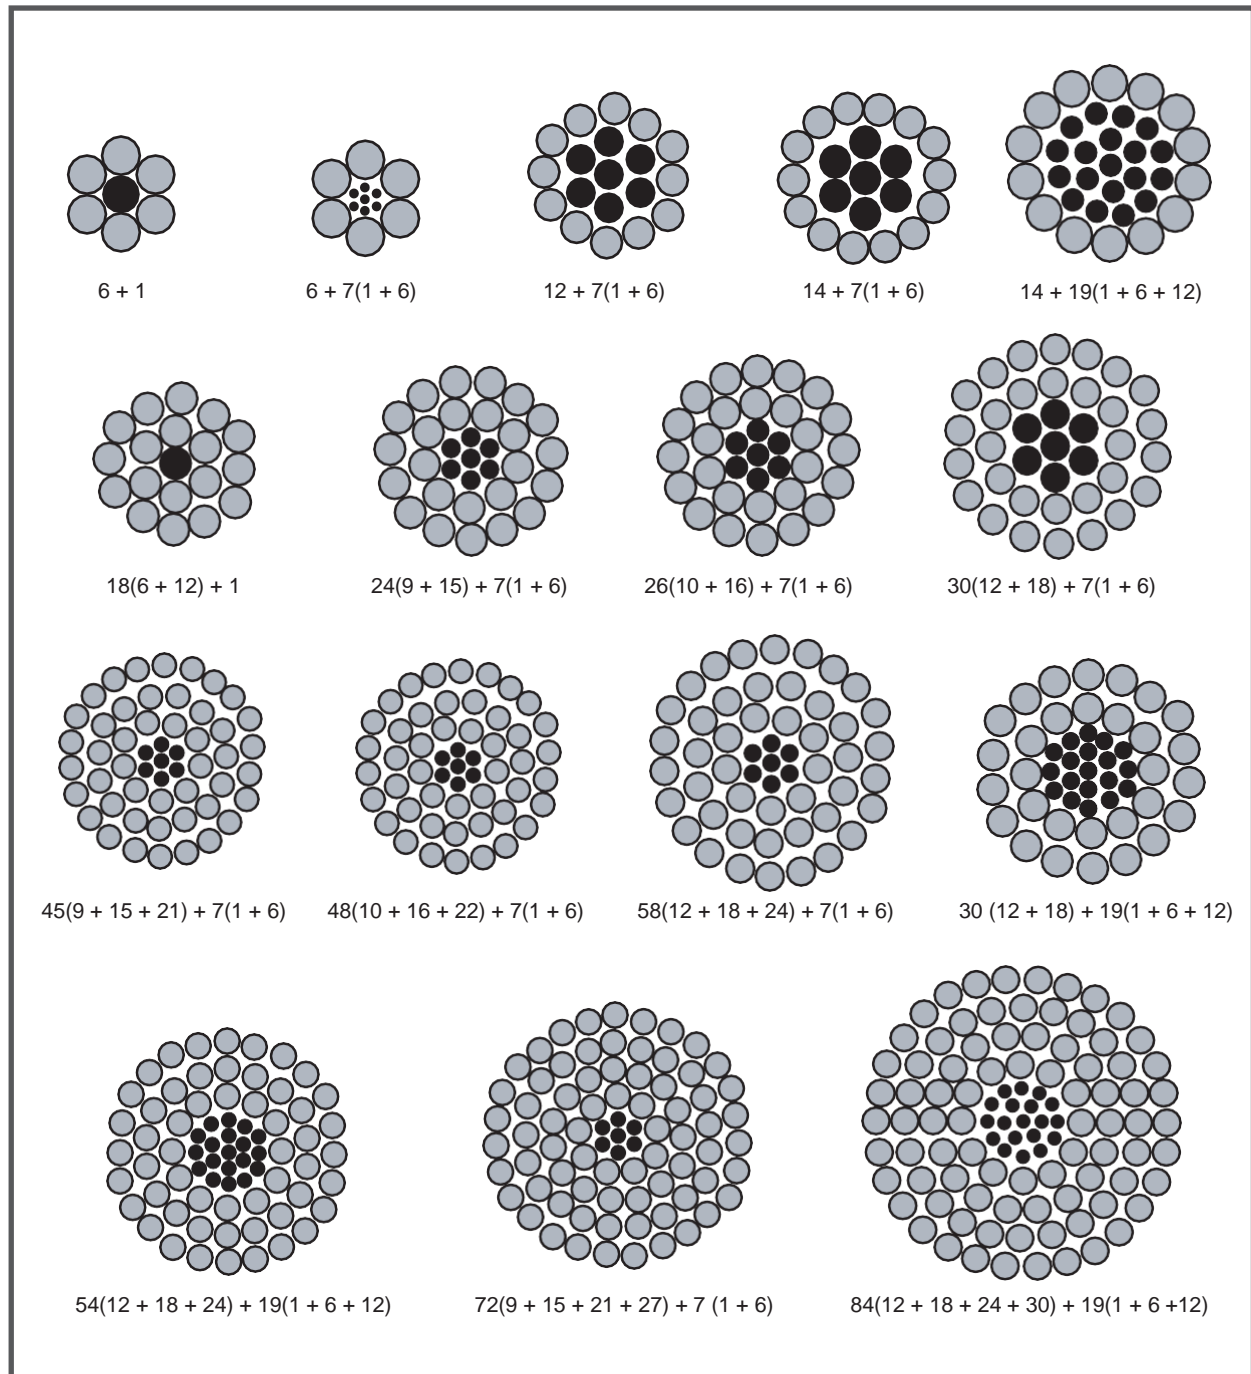 6 + 1
6 + 7(1 + 6)
12 + 7(1 + 6)
14 + 7(1 + 6)
14 + 19(1 + 6 + 12)
18(6 + 12) + 1
24(9 + 15) + 7(1 + 6)
26(10 + 16) + 7(1 + 6)
30(12 + 18) + 7(1 + 6)
45(9 + 15 + 21) + 7(1 + 6)
48(10 + 16 + 22) + 7(1 + 6)
58(12 + 18 + 24) + 7(1 + 6)
30 (12 + 18) + 19(1 + 6 + 12)
54(12 + 18 + 24) + 19(1 + 6 + 12)
72(9 + 15 + 21 + 27) + 7 (1 + 6)
84(12 + 18 + 24 + 30) + 19(1 + 6 +12)